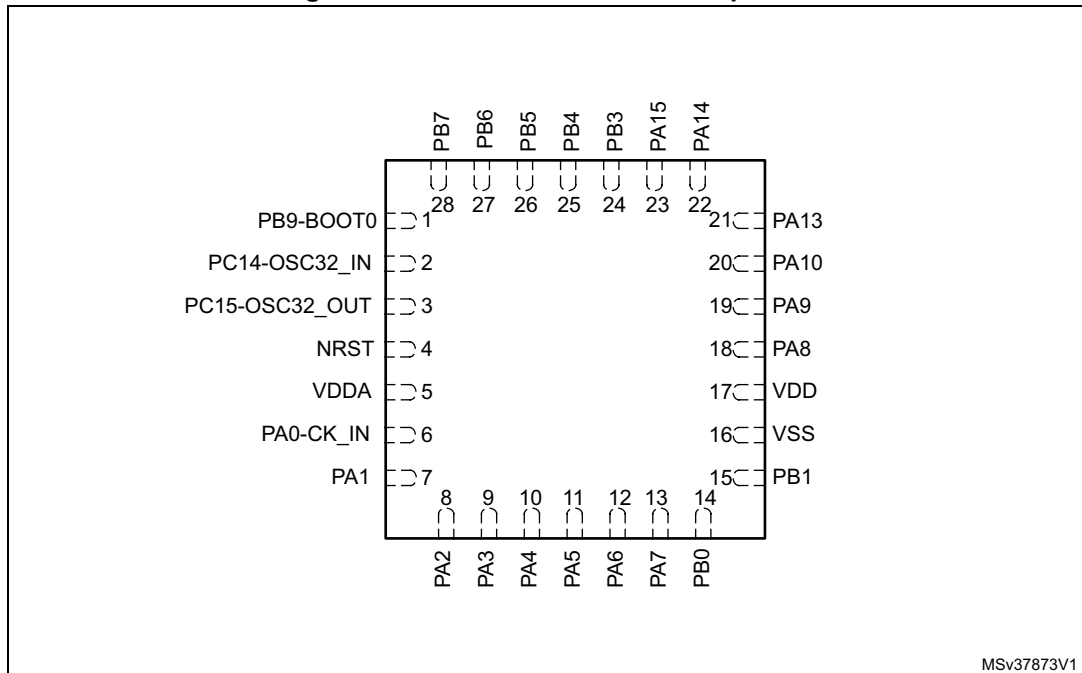 PB7 PB6 PB5 PB4 PB3 PA15 PA14
28 27 26 25 24 23 22
PB9-BOOT0 1 21 PA13
PC14-OSC32_IN 2 20 PA10
PC15-OSC32_OUT 3 19 PA9
NRST 4 18 PA8
VDDA 5 17 VDD
PA0-CK_IN 6 16 VSS
PA1 7 15 PB1
8 9 10 11 12 13 14
PA2 PA3 PA4 PA5 PA6 PA7 PB0
MSv37873V1